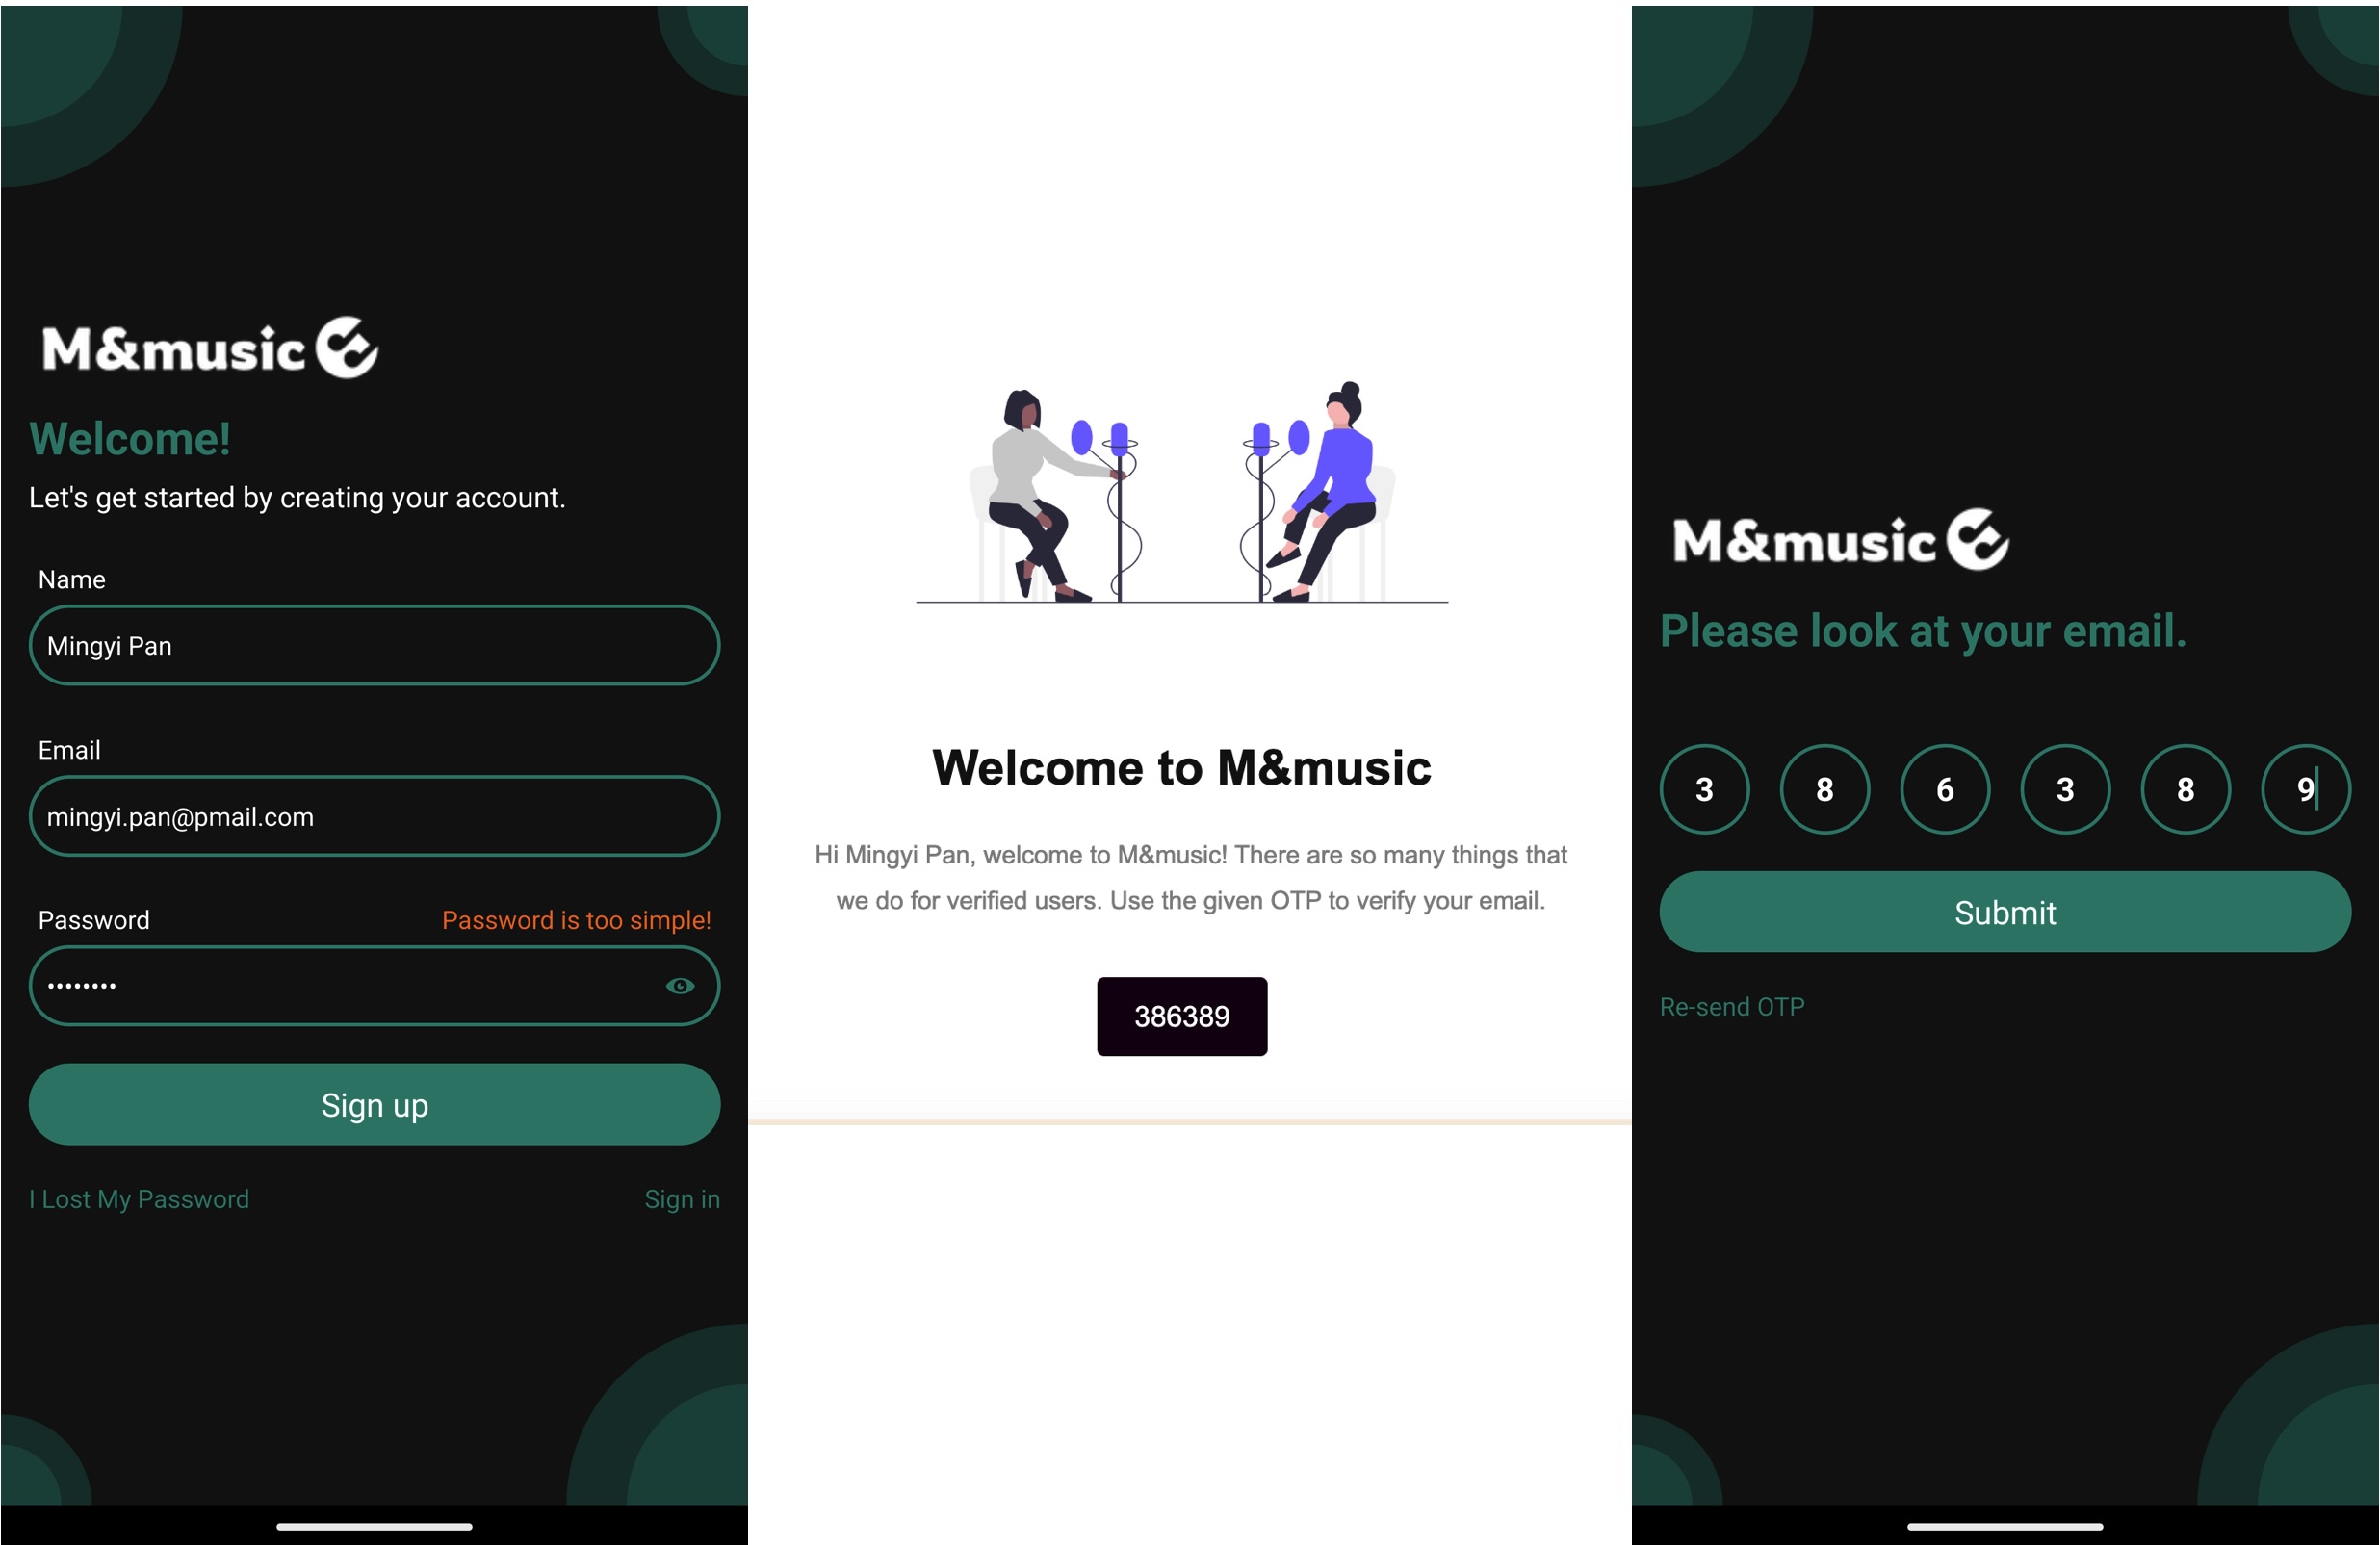 M&music
Welcome!
Let's get started by creating your account.
Name
Mingyi Pan
Email
mingyi.pan@pmail.com
Password Password is too simple!
••••••••
Sign up
I Lost My Password Sign in
Welcome to M&music
Hi Mingyi Pan, welcome to M&music! There are so many things that
we do for verified users. Use the given OTP to verify your email.
386389
M&music
Please look at your email.
3 8 6 3 8 9
Submit
Re-send OTP